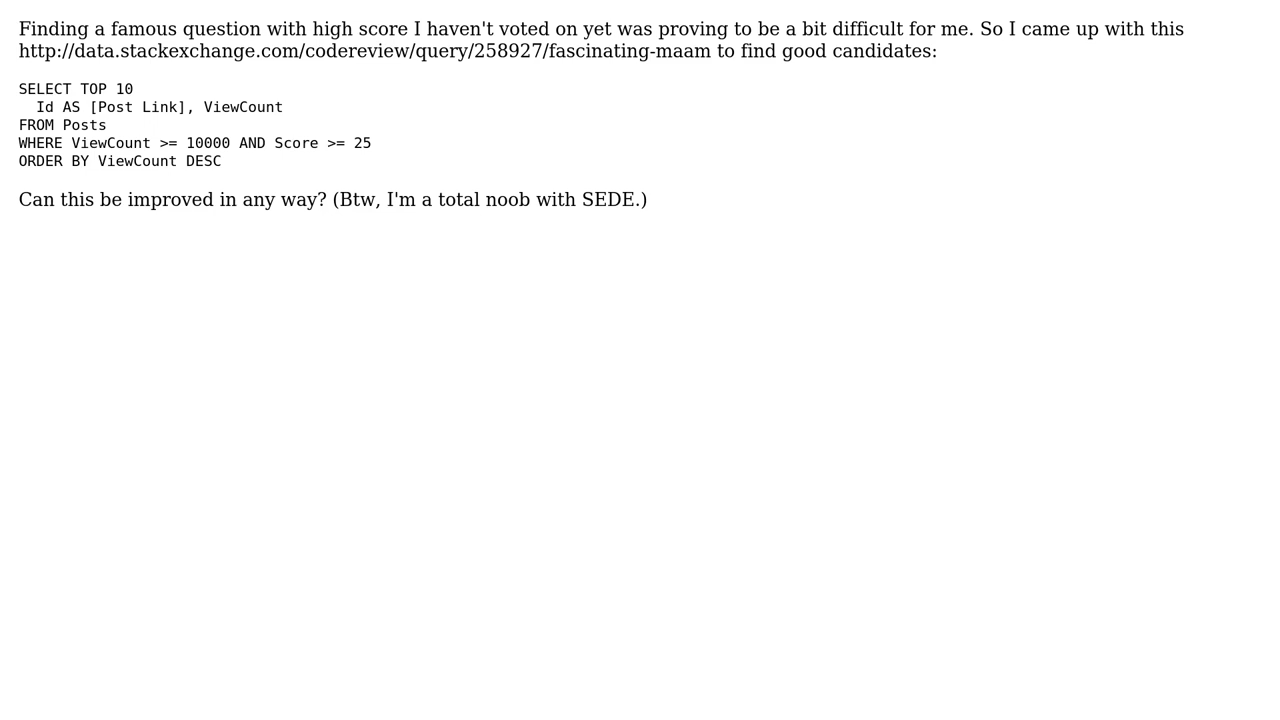 Finding a famous question with high score I haven't voted on yet was proving to be a bit difficult for me. So I came up with this
http://data.stackexchange.com/codereview/query/258927/fascinating-maam to find good candidates:
SELECT TOP 10
  Id AS [Post Link], ViewCount
FROM Posts
WHERE ViewCount >= 10000 AND Score >= 25
ORDER BY ViewCount DESC
Can this be improved in any way? (Btw, I'm a total noob with SEDE.)